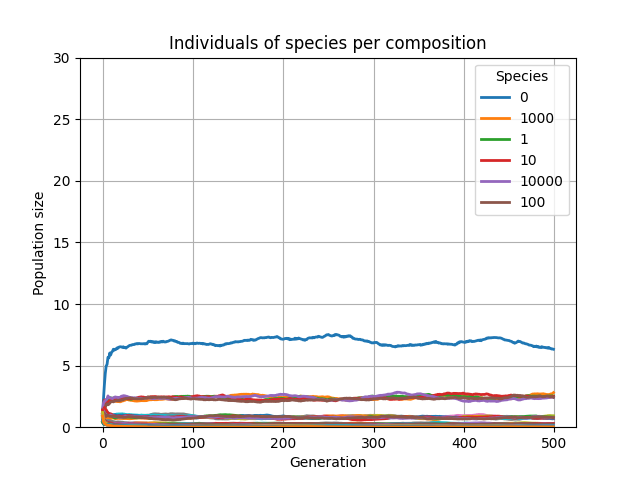 Individuals of species per composition
Species
0
1000
1
10
10000
100
30
25
20
15
10
5
0
Population size
0 100 200 300 400 500
Generation